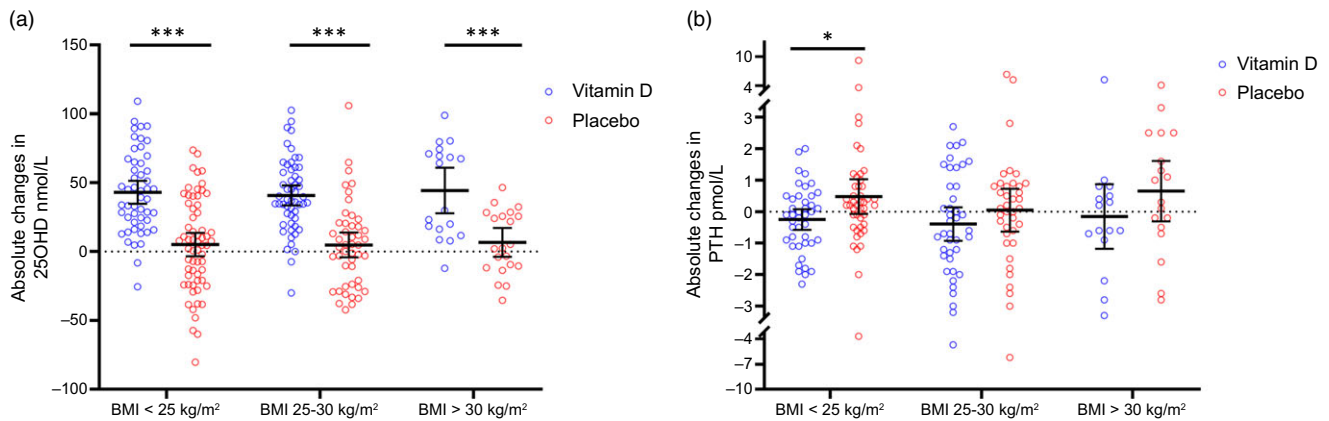 (a)
***
***
***
150
100
50
0
−50
−100
Absolute changes in
25OHD nmol/L
Vitamin D
Placebo
BMI < 25 kg/m²
BMI 25-30 kg/m²
BMI > 30 kg/m²
(b)
*
10
4
3
2
1
0
−1
−2
−3
−4
−7
−10
Absolute changes in
PTH pmol/L
Vitamin D
Placebo
BMI < 25 kg/m²
BMI 25-30 kg/m²
BMI > 30 kg/m²